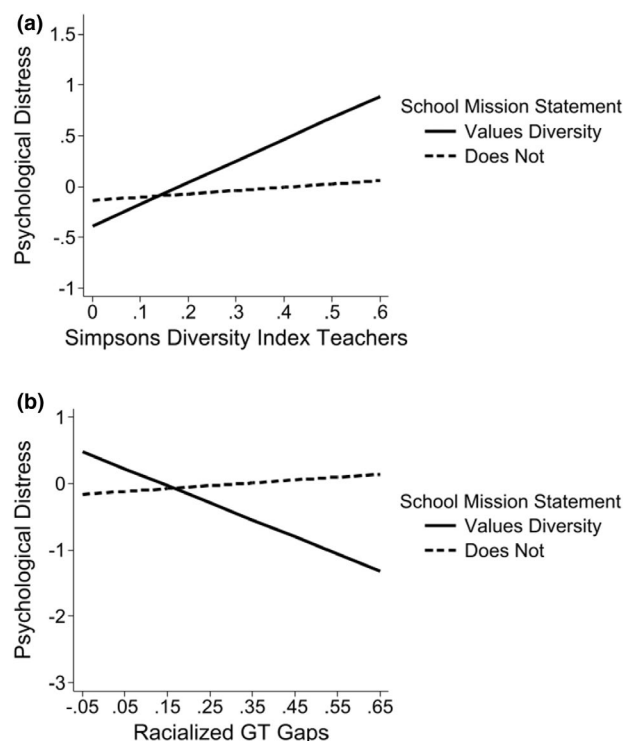 (a)
Psychological Distress
1.5
1
.5
0
-.5
-1
0 .1 .2 .3 .4 .5 .6
Simpsons Diversity Index Teachers
School Mission Statement
Values Diversity
Does Not
(b)
Psychological Distress
1
0
-1
-2
-3
-.05 .05 .15 .25 .35 .45 .55 .65
Racialized GT Gaps
School Mission Statement
Values Diversity
Does Not